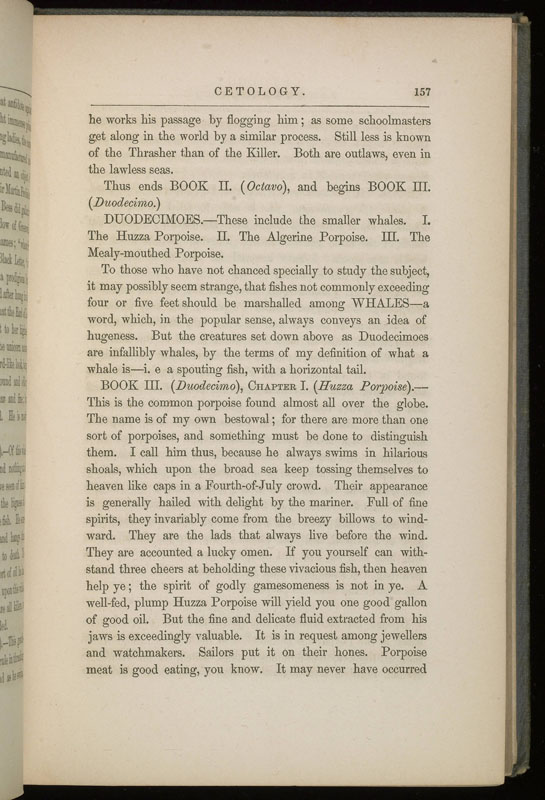 CETOLOGY. 157
he works his passage by flogging him; as some schoolmasters
get along in the world by a similar process. Still less is known
of the Thrasher than of the Killer. Both are outlaws, even in
the lawless seas.
Thus ends BOOK II. (Octavo), and begins BOOK III.
(Duodecimo.)
DUODECIMOES.—These include the smaller whales. I.
The Huzza Porpoise. II. The Algerine Porpoise. III. The
Mealy-mouthed Porpoise.
To those who have not chanced specially to study the subject,
it may possibly seem strange, that fishes not commonly exceeding
four or five feet should be marshalled among WHALES—a
word, which, in the popular sense, always conveys an idea of
hugeness. But the creatures set down above as Duodecimoes
are infallibly whales, by the terms of my definition of what a
whale is—i. e a spouting fish, with a horizontal tail.
BOOK III. (Duodecimo), CHAPTER I. (Huzza Porpoise).—
This is the common porpoise found almost all over the globe.
The name is of my own bestowal; for there are more than one
sort of porpoises, and something must be done to distinguish
them. I call him thus, because he always swims in hilarious
shoals, which upon the broad sea keep tossing themselves to
heaven like caps in a Fourth-of-July crowd. Their appearance
is generally hailed with delight by the mariner. Full of fine
spirits, they invariably come from the breezy billows to wind-
ward. They are the lads that always live before the wind.
They are accounted a lucky omen. If you yourself can with-
stand three cheers at beholding these vivacious fish, then heaven
help ye; the spirit of godly gamesomeness is not in ye. A
well-fed, plump Huzza Porpoise will yield you one good gallon
of good oil. But the fine and delicate fluid extracted from his
jaws is exceedingly valuable. It is in request among jewellers
and watchmakers. Sailors put it on their hones. Porpoise
meat is good eating, you know. It may never have occurred